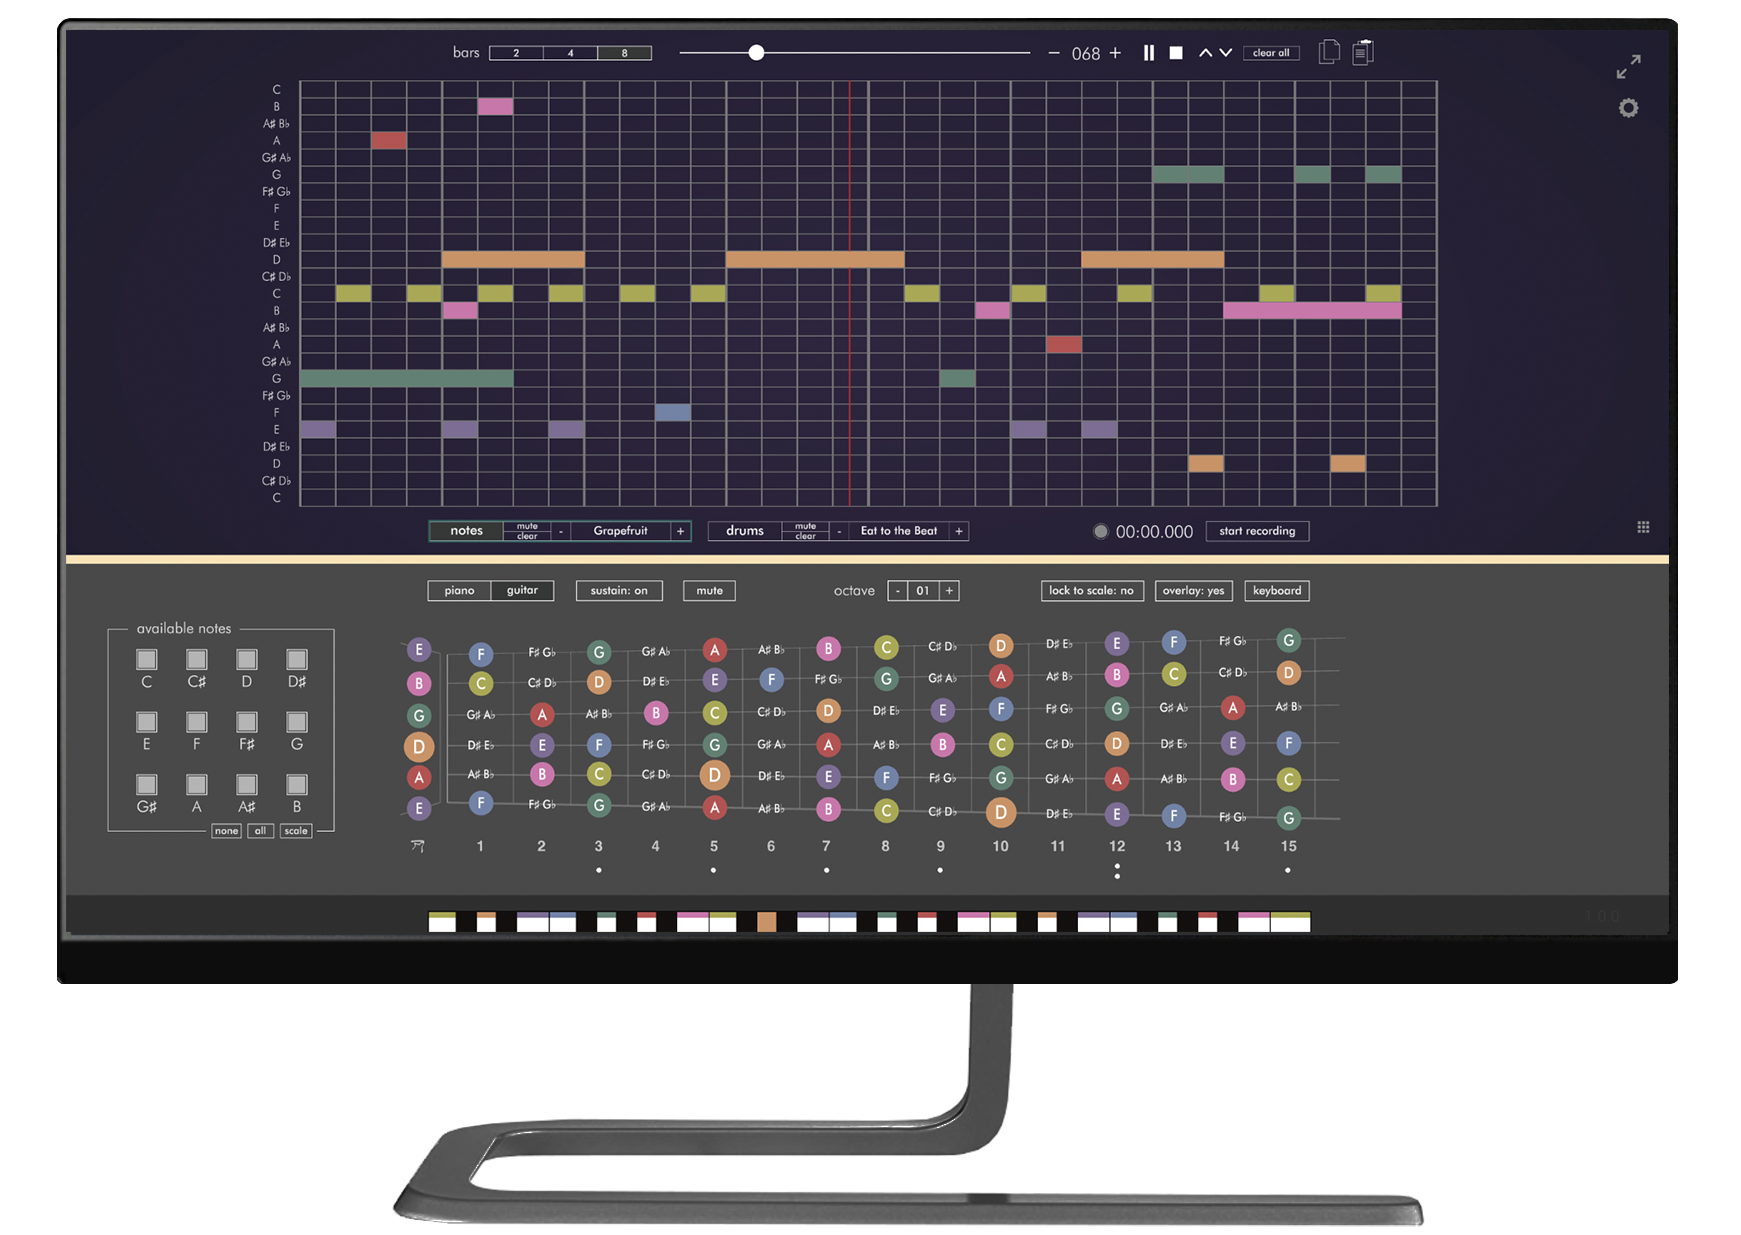 bars 2 4 8 − 068 + clear all
C
B
A♯ B♭
A
G♯ A♭
G
F♯ G♭
F
E
D♯ E♭
D
C♯ D♭
C
B
A♯ B♭
A
G♯ A♭
G
F♯ G♭
F
E
D♯ E♭
D
C♯ D♭
C
notes mute clear - Grapefruit + drums mute clear - Eat to the Beat + 00:00.000 start recording
piano guitar sustain: on mute octave - 01 + lock to scale: no overlay: yes keyboard
available notes
C C♯ D D♯
E F F♯ G
G♯ A A♯ B
none all scale
E F F♯ G♭ G G♯ A♭ A A♯ B♭ B C C♯ D♭ D D♯ E♭ E F F♯ G♭ G
B C C♯ D♭ D D♯ E♭ E F F♯ G♭ G G♯ A♭ A A♯ B♭ B C C♯ D♭ D
G G♯ A♭ A A♯ B♭ B C C♯ D♭ D D♯ E♭ E F F♯ G♭ G G♯ A♭ A A♯ B♭
D D♯ E♭ E F F♯ G♭ G G♯ A♭ A A♯ B♭ B C C♯ D♭ D D♯ E♭ E F
A A♯ B♭ B C C♯ D♭ D D♯ E♭ E F F♯ G♭ G G♯ A♭ A A♯ B♭ B C
E F F♯ G♭ G G♯ A♭ A A♯ B♭ B C C♯ D♭ D D♯ E♭ E F F♯ G♭ G
1 2 3 4 5 6 7 8 9 10 11 12 13 14 15
1.0.0